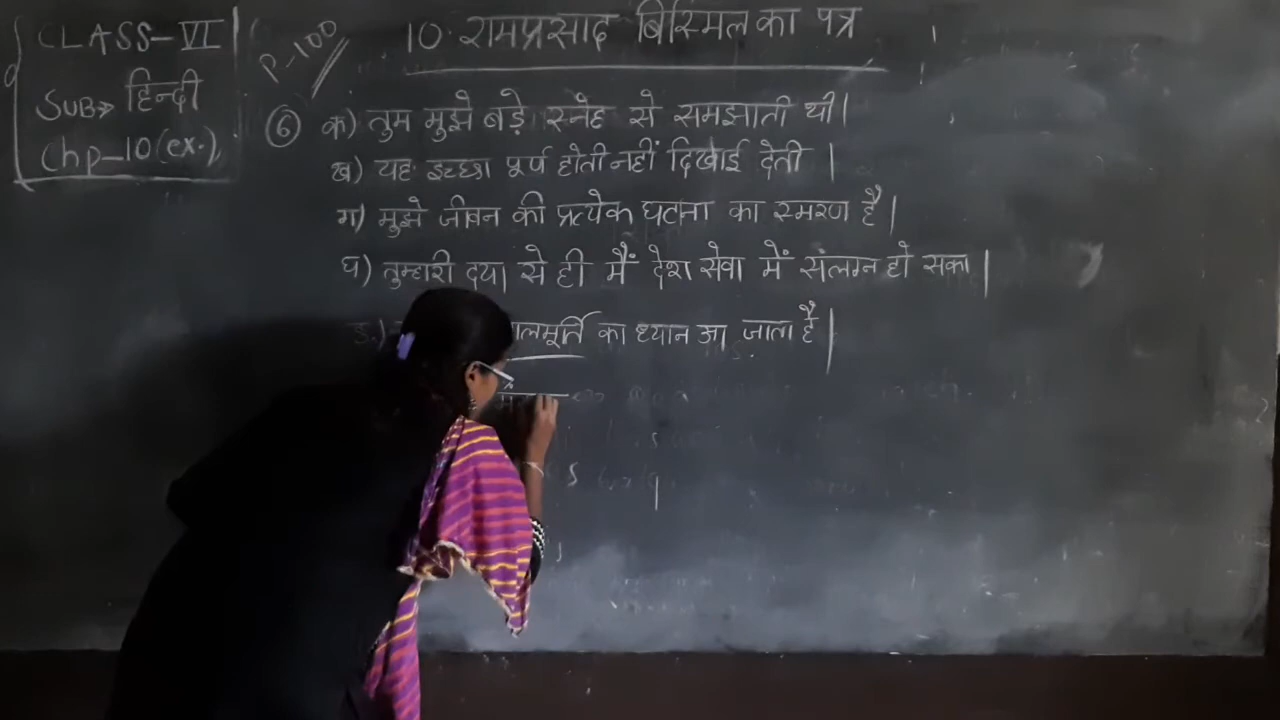 CLASS-VI
SUB→ हिन्दी
Chp-10(ex.)
P-100
10. रामप्रसाद बिस्मिल का पत्र
6 क) तुम मुझे बड़े स्नेह से समझाती थी।
ख) यह इच्छा पूर्ण होती नहीं दिखाई देती।
ग) मुझे जीवन की प्रत्येक घटना का स्मरण है।
घ) तुम्हारी दया से ही मैं देश सेवा में संलग्न हो सका।
ङ.) का ध्यान आ जाता है।